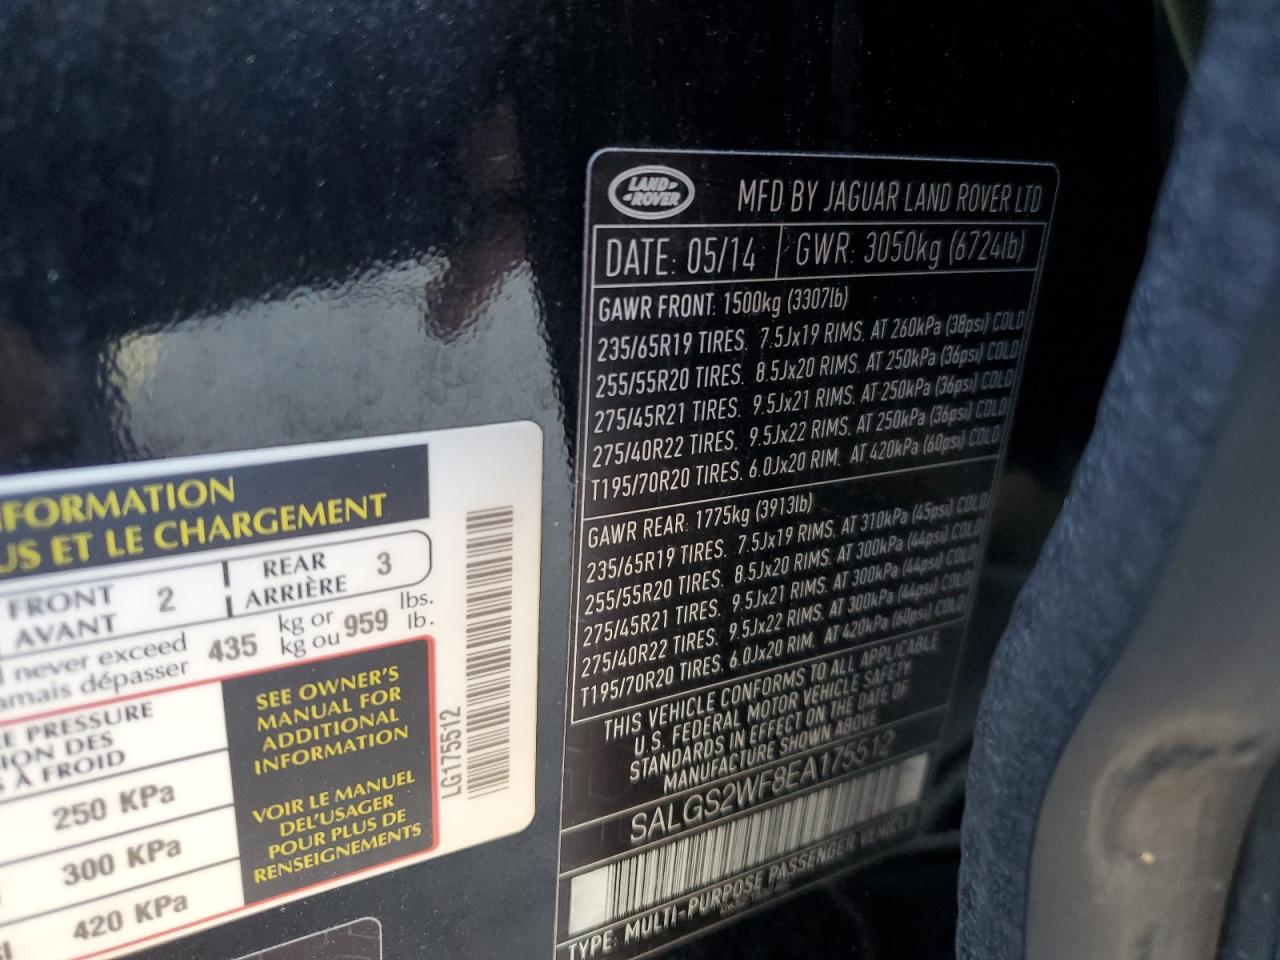 NFORMATION
US ET LE CHARGEMENT
FRONT
AVANT
2
REAR
ARRIÈRE
3
never exceed
amais dépasser
435
kg or
kg ou
959
lbs.
lb.
E PRESSURE
ION DES
À FROID
250 KPa
300 KPa
420 KPa
SEE OWNER'S
MANUAL FOR
ADDITIONAL
INFORMATION
VOIR LE MANUEL
DEL'USAGER
POUR PLUS DE
RENSEIGNEMENTS
LG175512
LAND-
-ROVER
MFD BY JAGUAR LAND ROVER LTD
DATE: 05/14
GWR: 3050kg (6724lb)
GAWR FRONT: 1500kg (3307lb)
235/65R19 TIRES. 7.5Jx19 RIMS. AT 260kPa (38psi) COLD
255/55R20 TIRES. 8.5Jx20 RIMS. AT 250kPa (36psi) COLD
275/45R21 TIRES. 9.5Jx21 RIMS. AT 250kPa (36psi) COLD
275/40R22 TIRES. 9.5Jx22 RIMS. AT 250kPa (36psi) COLD
T195/70R20 TIRES. 6.0Jx20 RIM. AT 420kPa (60psi) COLD
GAWR REAR: 1775kg (3913lb)
235/65R19 TIRES. 7.5Jx19 RIMS. AT 310kPa (45psi) COLD
255/55R20 TIRES. 8.5Jx20 RIMS. AT 300kPa (44psi) COLD
275/45R21 TIRES. 9.5Jx21 RIMS. AT 300kPa (44psi) COLD
275/40R22 TIRES. 9.5Jx22 RIMS. AT 300kPa (44psi) COLD
T195/70R20 TIRES. 6.0Jx20 RIM. AT 420kPa (60psi) COLD
THIS VEHICLE CONFORMS TO ALL APPLICABLE
U.S. FEDERAL MOTOR VEHICLE SAFETY
STANDARDS IN EFFECT ON THE DATE OF
MANUFACTURE SHOWN ABOVE
SALGS2WF8EA175512
TYPE: MULTI-PURPOSE PASSENGER VEHICLE